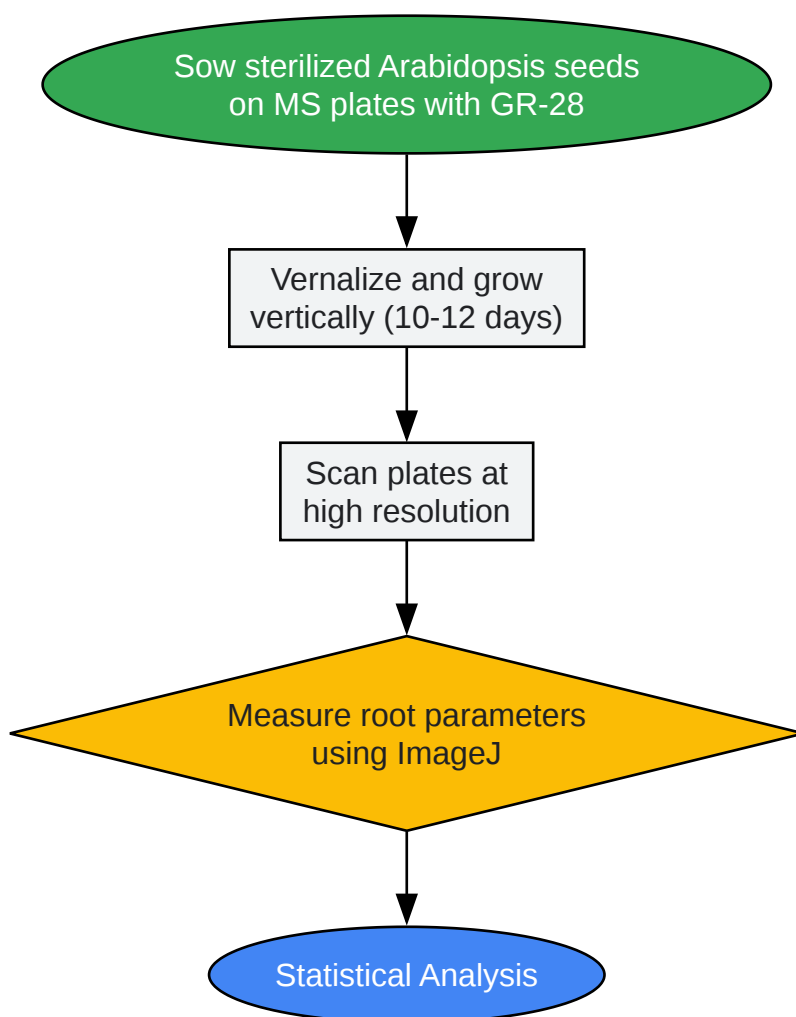 Sow sterilized Arabidopsis seeds
on MS plates with GR-28
Vernalize and grow
vertically (10-12 days)
Scan plates at
high resolution
Measure root parameters
using ImageJ
Statistical Analysis